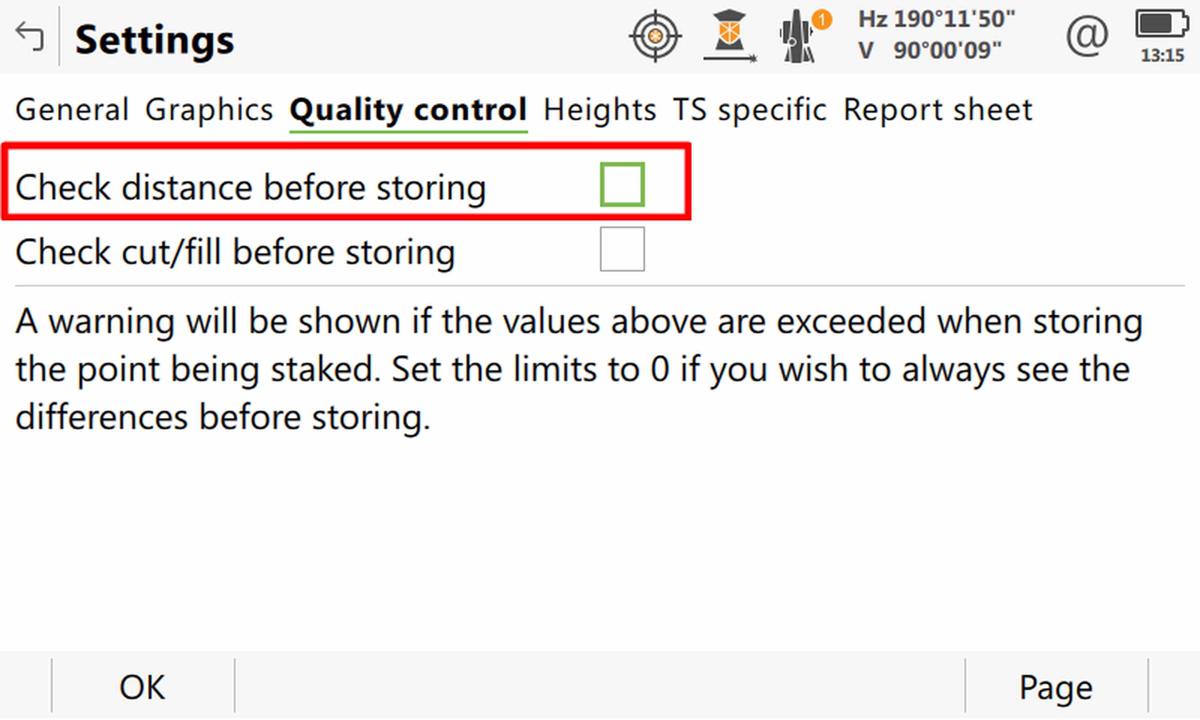 Settings
1
Hz 190°11'50"
V 90°00'09"
@
13:15
General Graphics Quality control Heights TS specific Report sheet
Check distance before storing
Check cut/fill before storing
A warning will be shown if the values above are exceeded when storing
the point being staked. Set the limits to 0 if you wish to always see the
differences before storing.
OK Page